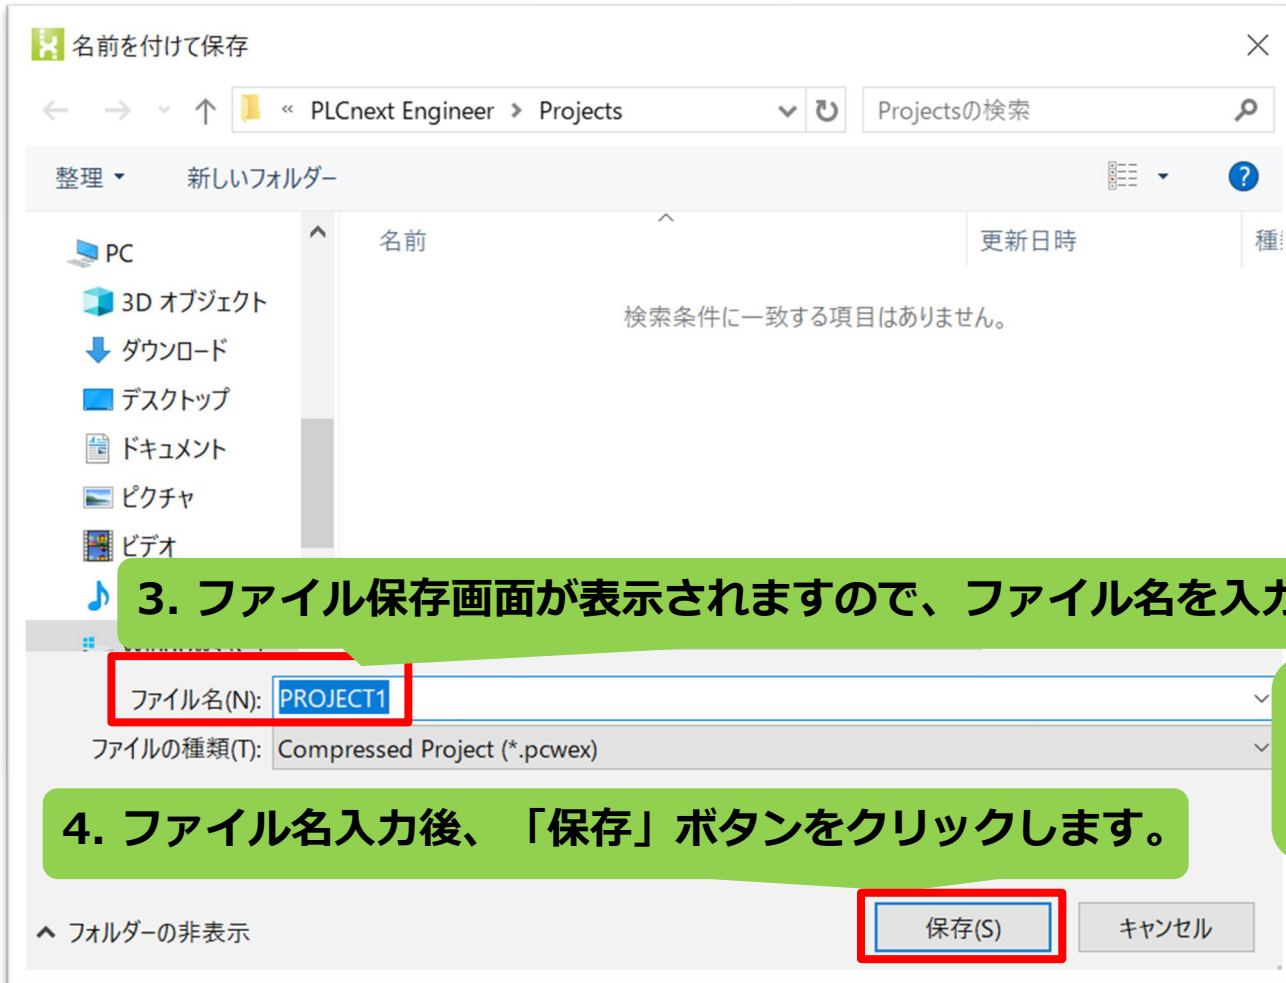 名前を付けて保存
« PLCnext Engineer > Projects
Projectsの検索
整理
新しいフォルダー
名前
更新日時
PC
3D オブジェクト
ダウンロード
デスクトップ
ドキュメント
ピクチャ
ビデオ
検索条件に一致する項目はありません。
3. ファイル保存画面が表示されますので、ファイル名を入力
ファイル名(N): PROJECT1
ファイルの種類(T): Compressed Project (*.pcwex)
4. ファイル名入力後、「保存」ボタンをクリックします。
フォルダーの非表示
保存(S)
キャンセル